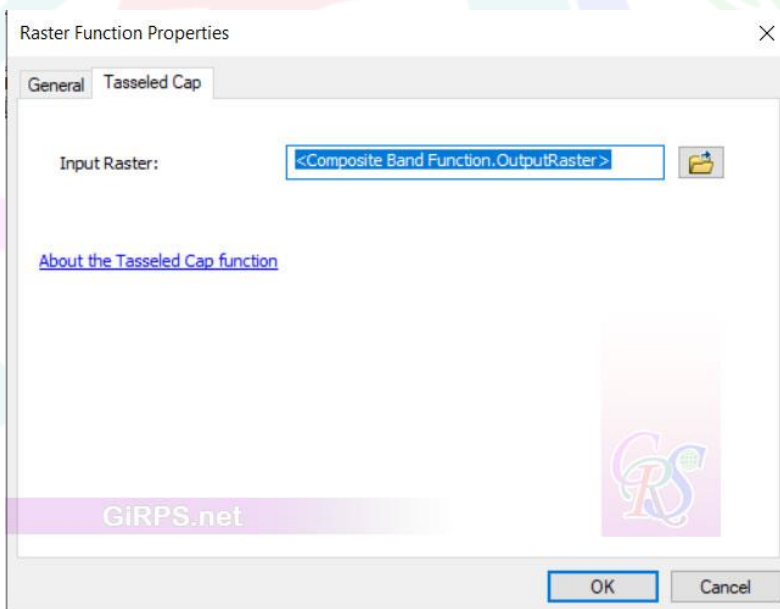 Raster Function Properties
General Tasseled Cap
Input Raster: <Composite Band Function.OutputRaster>
About the Tasseled Cap function
GRS
GiRPS.net
OK Cancel